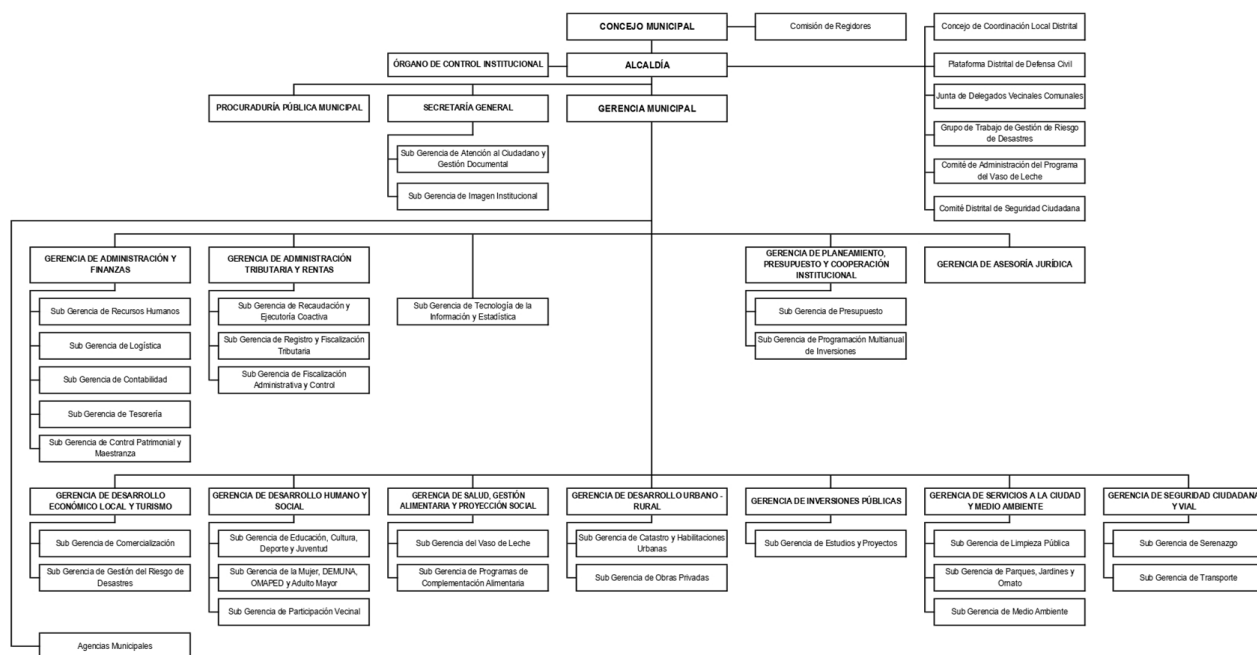 CONCEJO MUNICIPAL
Comisión de Regidores
Concejo de Coordinación Local Distrital
ÓRGANO DE CONTROL INSTITUCIONAL
ALCALDÍA
Plataforma Distrital de Defensa Civil
PROCURADURÍA PÚBLICA MUNICIPAL
SECRETARÍA GENERAL
GERENCIA MUNICIPAL
Junta de Delegados Vecinales Comunales
Grupo de Trabajo de Gestión de Riesgo
de Desastres
Sub Gerencia de Atención al Ciudadano y
Gestión Documental
Comité de Administración del Programa
del Vaso de Leche
Sub Gerencia de Imagen Institucional
Comité Distrital de Seguridad Ciudadana
GERENCIA DE ADMINISTRACIÓN Y
FINANZAS
GERENCIA DE ADMINISTRACIÓN
TRIBUTARIA Y RENTAS
GERENCIA DE PLANEAMIENTO,
PRESUPUESTO Y COOPERACIÓN
INSTITUCIONAL
GERENCIA DE ASESORÍA JURÍDICA
Sub Gerencia de Recursos Humanos
Sub Gerencia de Recaudación y
Ejecutoría Coactiva
Sub Gerencia de Tecnología de la
Información y Estadística
Sub Gerencia de Presupuesto
Sub Gerencia de Logística
Sub Gerencia de Registro y Fiscalización
Tributaria
Sub Gerencia de Programación Multianual
de Inversiones
Sub Gerencia de Contabilidad
Sub Gerencia de Fiscalización
Administrativa y Control
Sub Gerencia de Tesorería
Sub Gerencia de Control Patrimonial y
Maestranza
GERENCIA DE DESARROLLO
ECONÓMICO LOCAL Y TURISMO
GERENCIA DE DESARROLLO HUMANO Y
SOCIAL
GERENCIA DE SALUD, GESTIÓN
ALIMENTARIA Y PROYECCIÓN SOCIAL
GERENCIA DE DESARROLLO URBANO -
RURAL
GERENCIA DE INVERSIONES PÚBLICAS
GERENCIA DE SERVICIOS A LA CIUDAD
Y MEDIO AMBIENTE
GERENCIA DE SEGURIDAD CIUDADANA
Y VIAL
Sub Gerencia de Comercialización
Sub Gerencia de Educación, Cultura,
Deporte y Juventud
Sub Gerencia del Vaso de Leche
Sub Gerencia de Catastro y Habilitaciones
Urbanas
Sub Gerencia de Estudios y Proyectos
Sub Gerencia de Limpieza Pública
Sub Gerencia de Serenazgo
Sub Gerencia de Gestión del Riesgo de
Desastres
Sub Gerencia de la Mujer, DEMUNA,
OMAPED y Adulto Mayor
Sub Gerencia de Programas de
Complementación Alimentaria
Sub Gerencia de Obras Privadas
Sub Gerencia de Parques, Jardines y
Ornato
Sub Gerencia de Transporte
Sub Gerencia de Participación Vecinal
Sub Gerencia de Medio Ambiente
Agencias Municipales